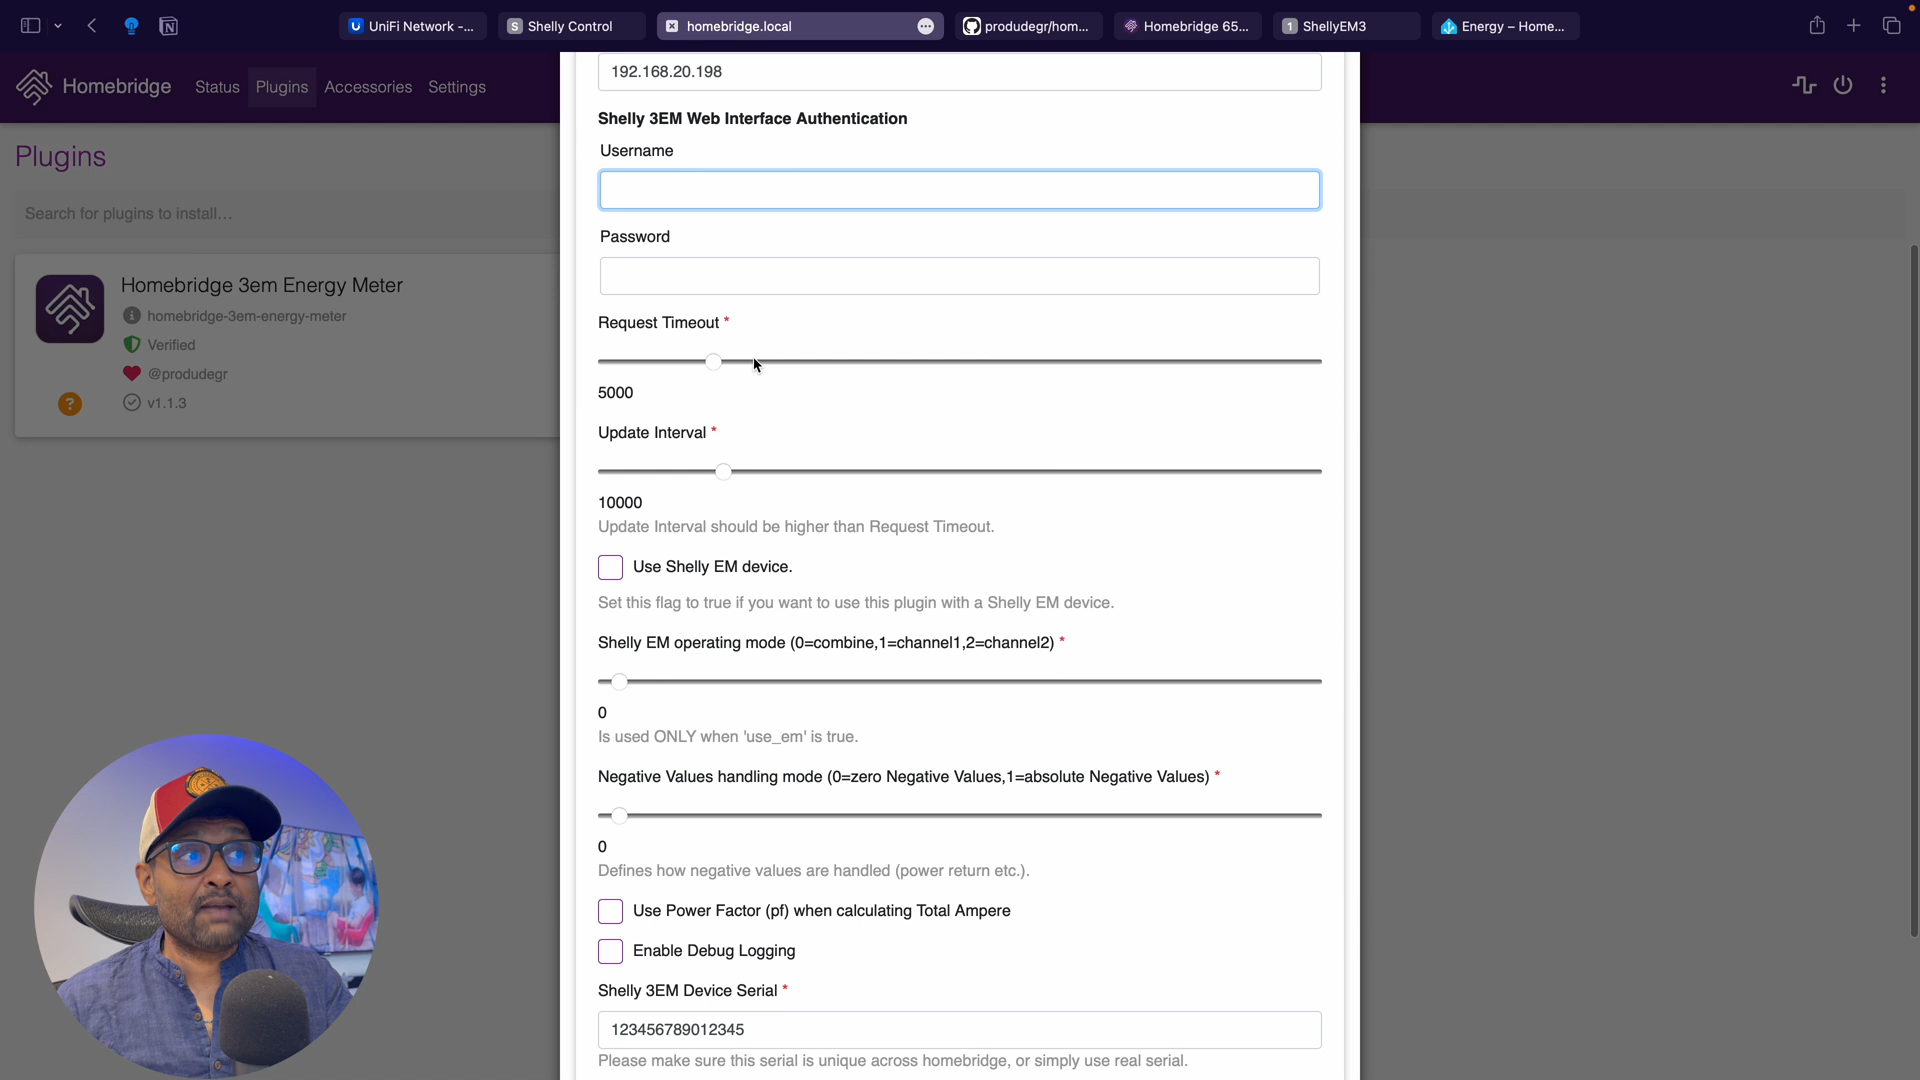 UniFi Network -...
Shelly Control
homebridge.local
produdegr/hom...
Homebridge 65...
1 ShellyEM3
Energy – Home...
Homebridge
Status
Plugins
Accessories
Settings
Plugins
Search for plugins to install...
Homebridge 3em Energy Meter
homebridge-3em-energy-meter
Verified
@produdegr
? v1.1.3
192.168.20.198
Shelly 3EM Web Interface Authentication
Username
Password
Request Timeout *
5000
Update Interval *
10000
Update Interval should be higher than Request Timeout.
Use Shelly EM device.
Set this flag to true if you want to use this plugin with a Shelly EM device.
Shelly EM operating mode (0=combine,1=channel1,2=channel2) *
0
Is used ONLY when 'use_em' is true.
Negative Values handling mode (0=zero Negative Values,1=absolute Negative Values) *
0
Defines how negative values are handled (power return etc.).
Use Power Factor (pf) when calculating Total Ampere
Enable Debug Logging
Shelly 3EM Device Serial *
123456789012345
Please make sure this serial is unique across homebridge, or simply use real serial.